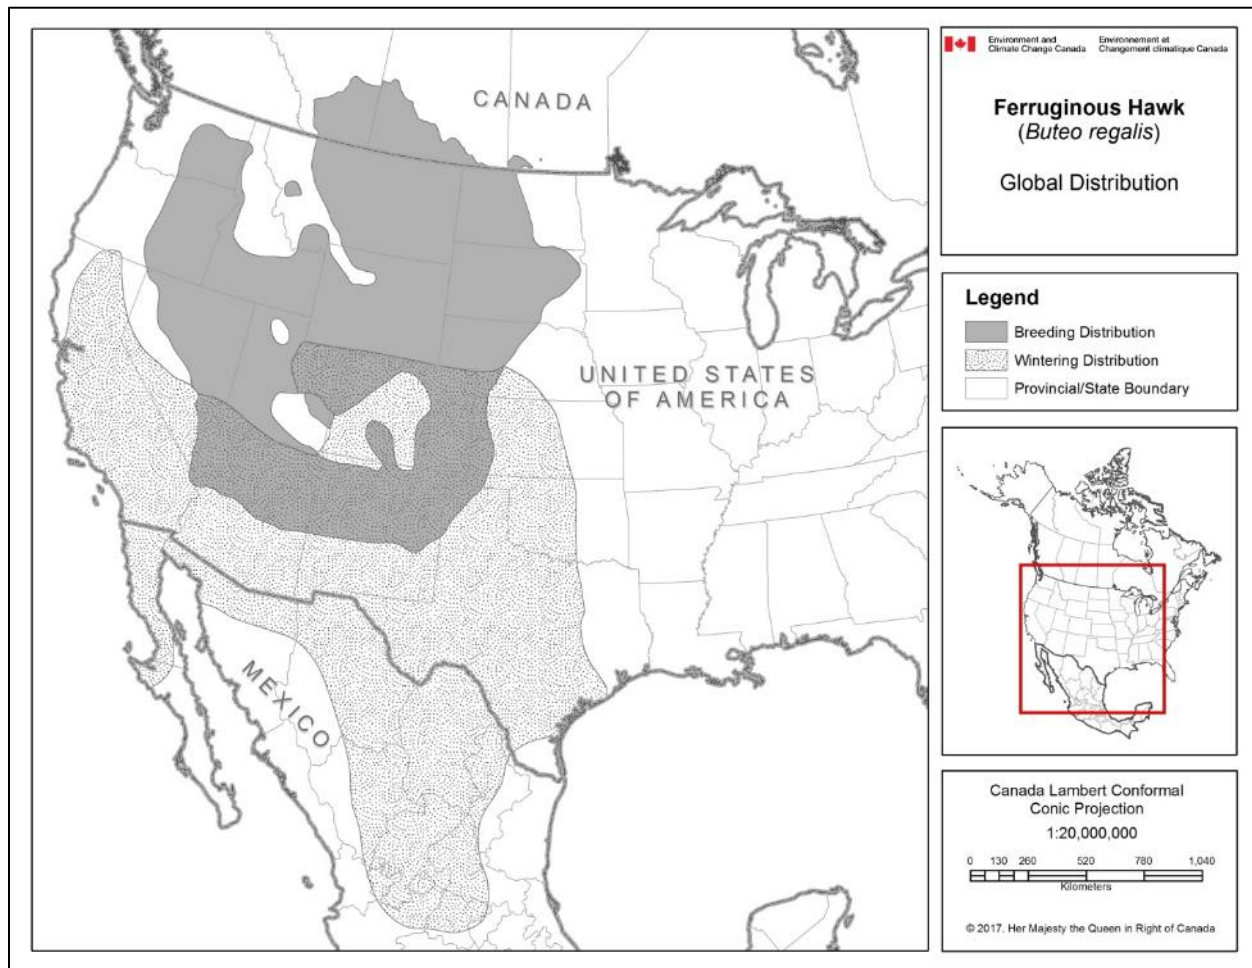 CANADA
UNITED STATES
OF AMERICA
MEXICO
Environment and
Climate Change Canada
Environnement et
Changement climatique Canada
Ferruginous Hawk
(Buteo regalis)
Global Distribution
Legend
Breeding Distribution
Wintering Distribution
Provincial/State Boundary
Canada Lambert Conformal
Conic Projection
1:20,000,000
0 130 260 520 780 1,040
Kilometers
© 2017. Her Majesty the Queen in Right of Canada